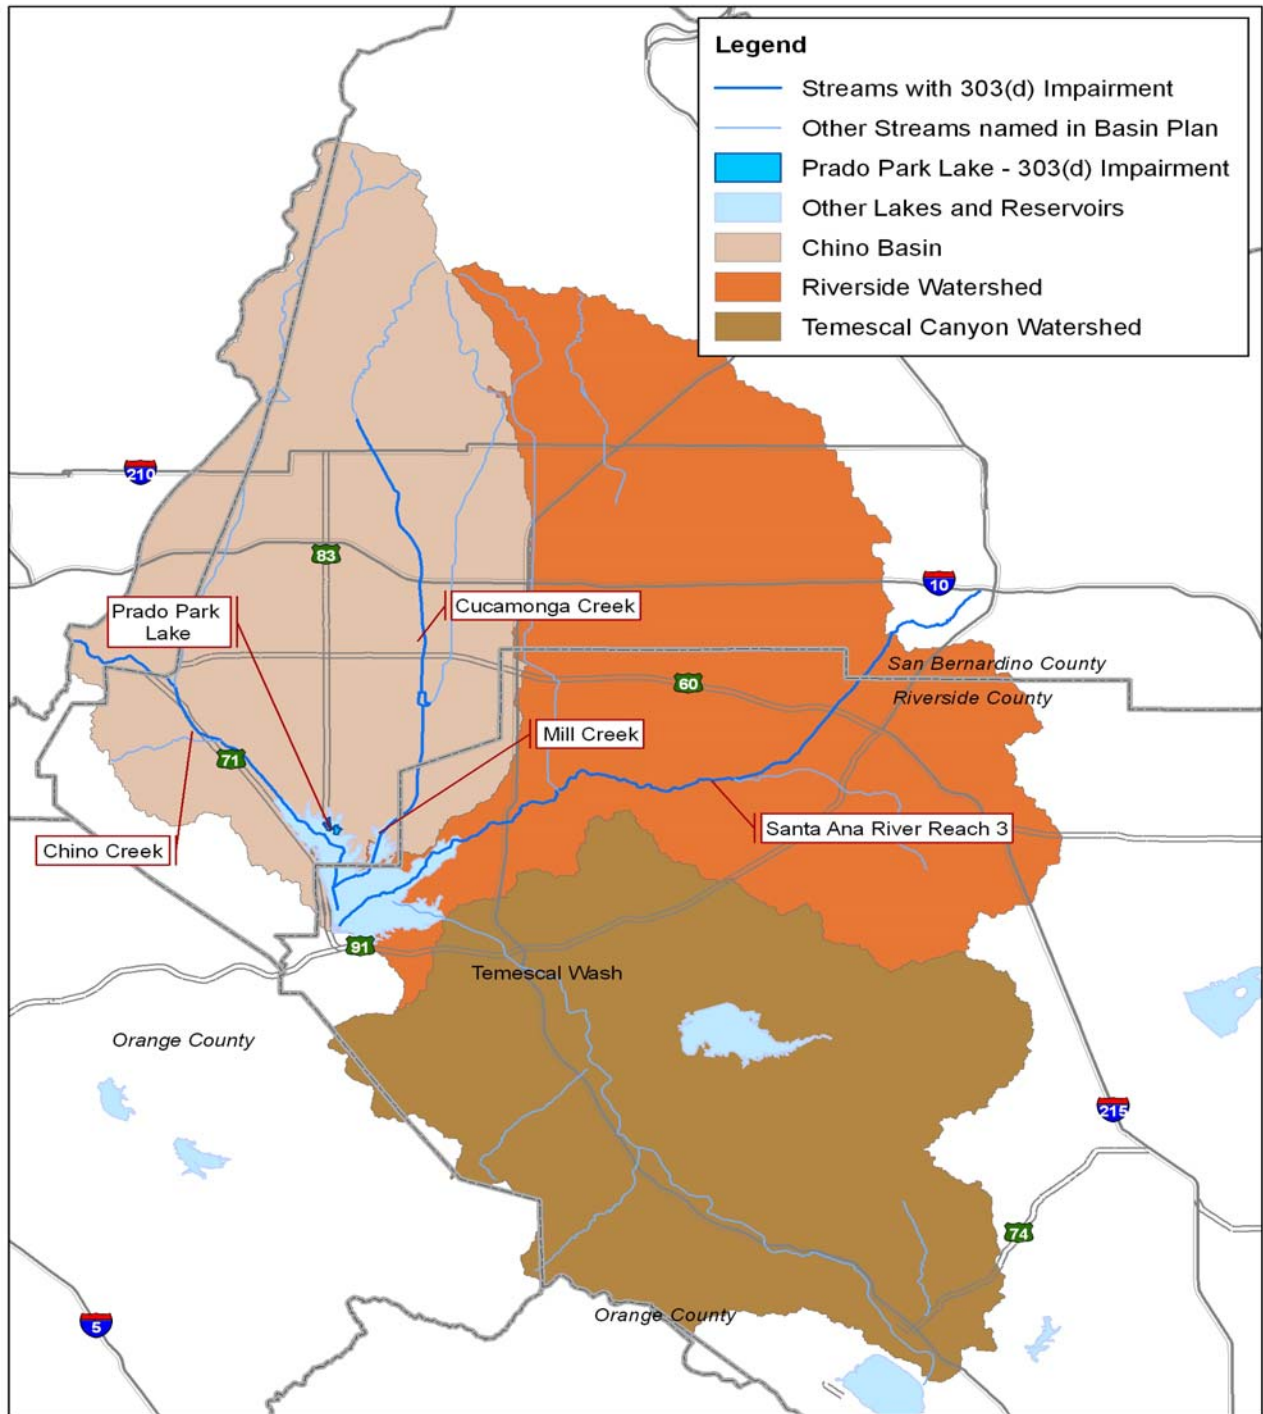 Legend
Streams with 303(d) Impairment
Other Streams named in Basin Plan
Prado Park Lake - 303(d) Impairment
Other Lakes and Reservoirs
Chino Basin
Riverside Watershed
Temescal Canyon Watershed
210
83
10
Prado Park
Lake
Cucamonga Creek
San Bernardino County
60
Riverside County
Mill Creek
71
Santa Ana River Reach 3
Chino Creek
91
Temescal Wash
Orange County
215
74
Orange County
5